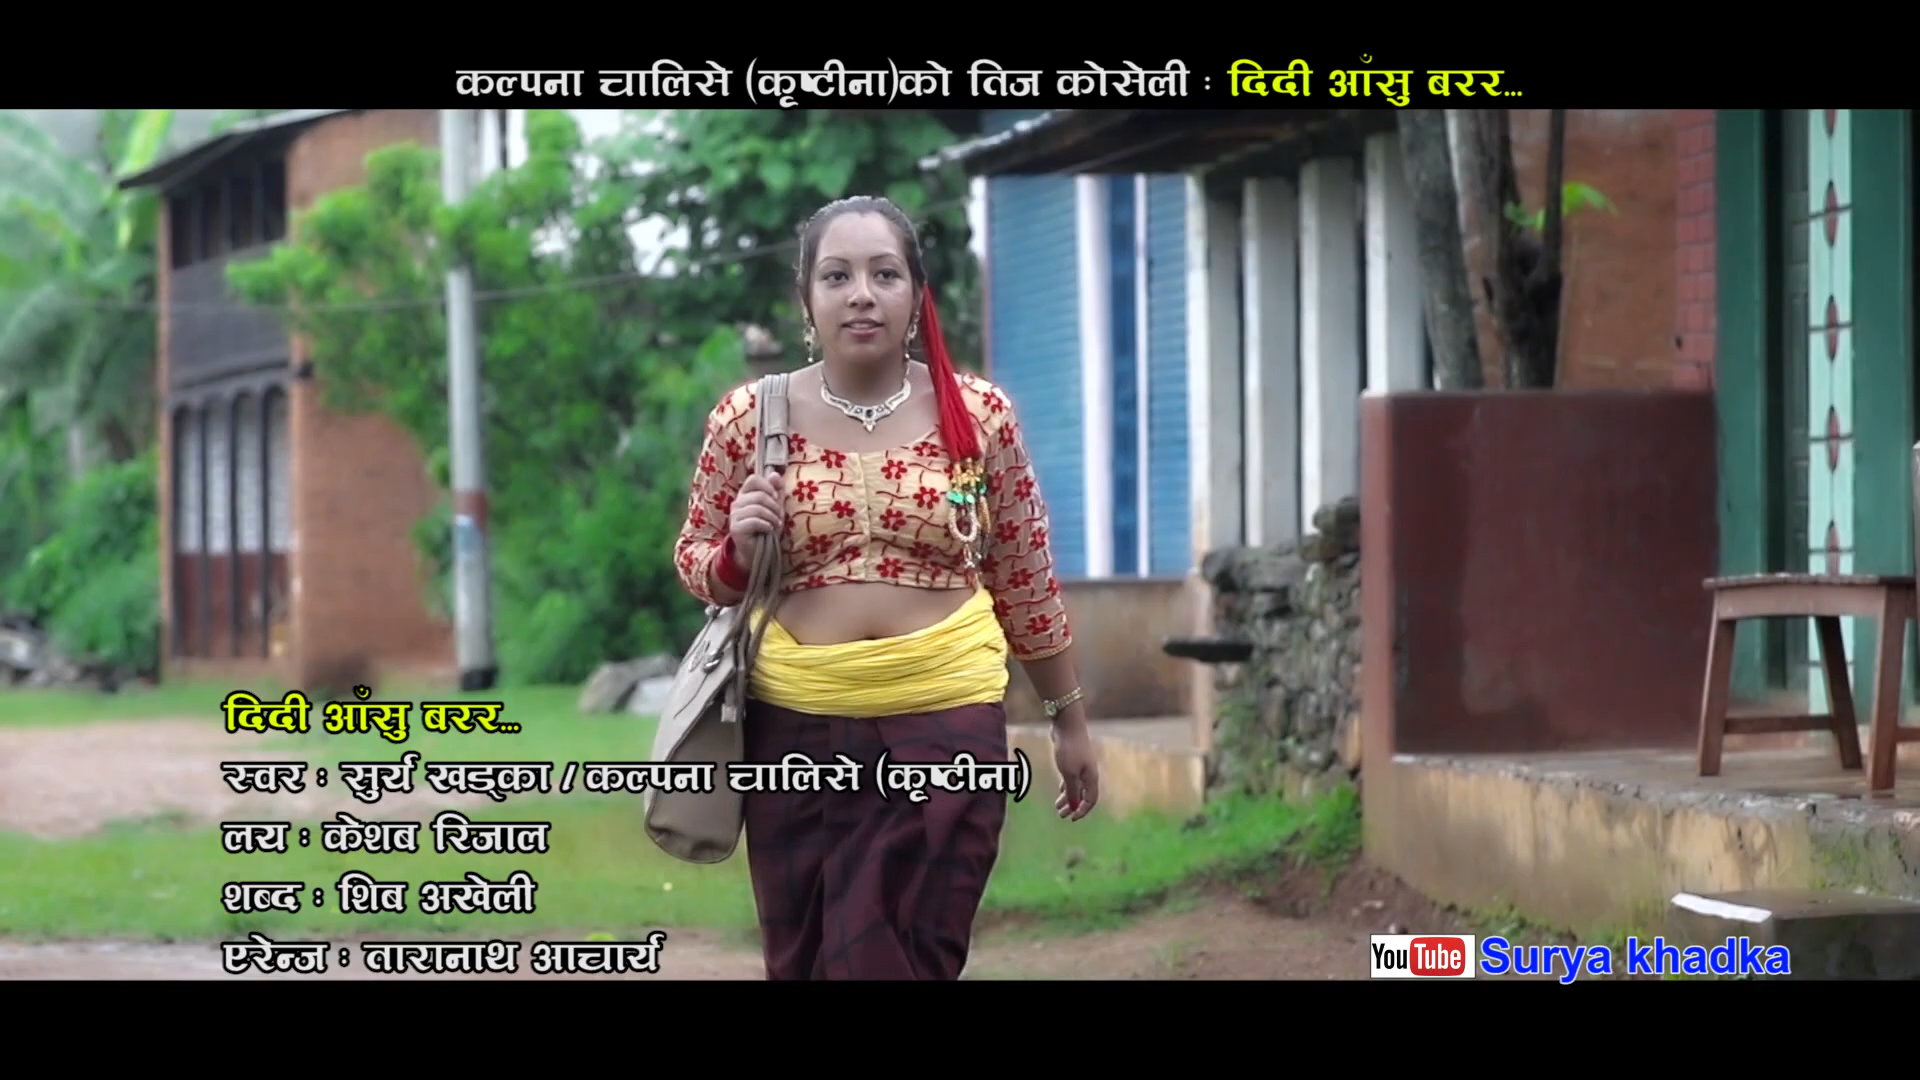 कल्पना चालिसे (कृष्टीना)को तिज कोसेली : दिदी आँसु बरर...
दिदी आँसु बरर...
स्वर : सुर्य खड्का / कल्पना चालिसे (कृष्टीना)
लय : केशब रिजाल
शब्द : शिब अखेली
एरेन्ज : तारानाथ आचार्य
YouTube Surya khadka